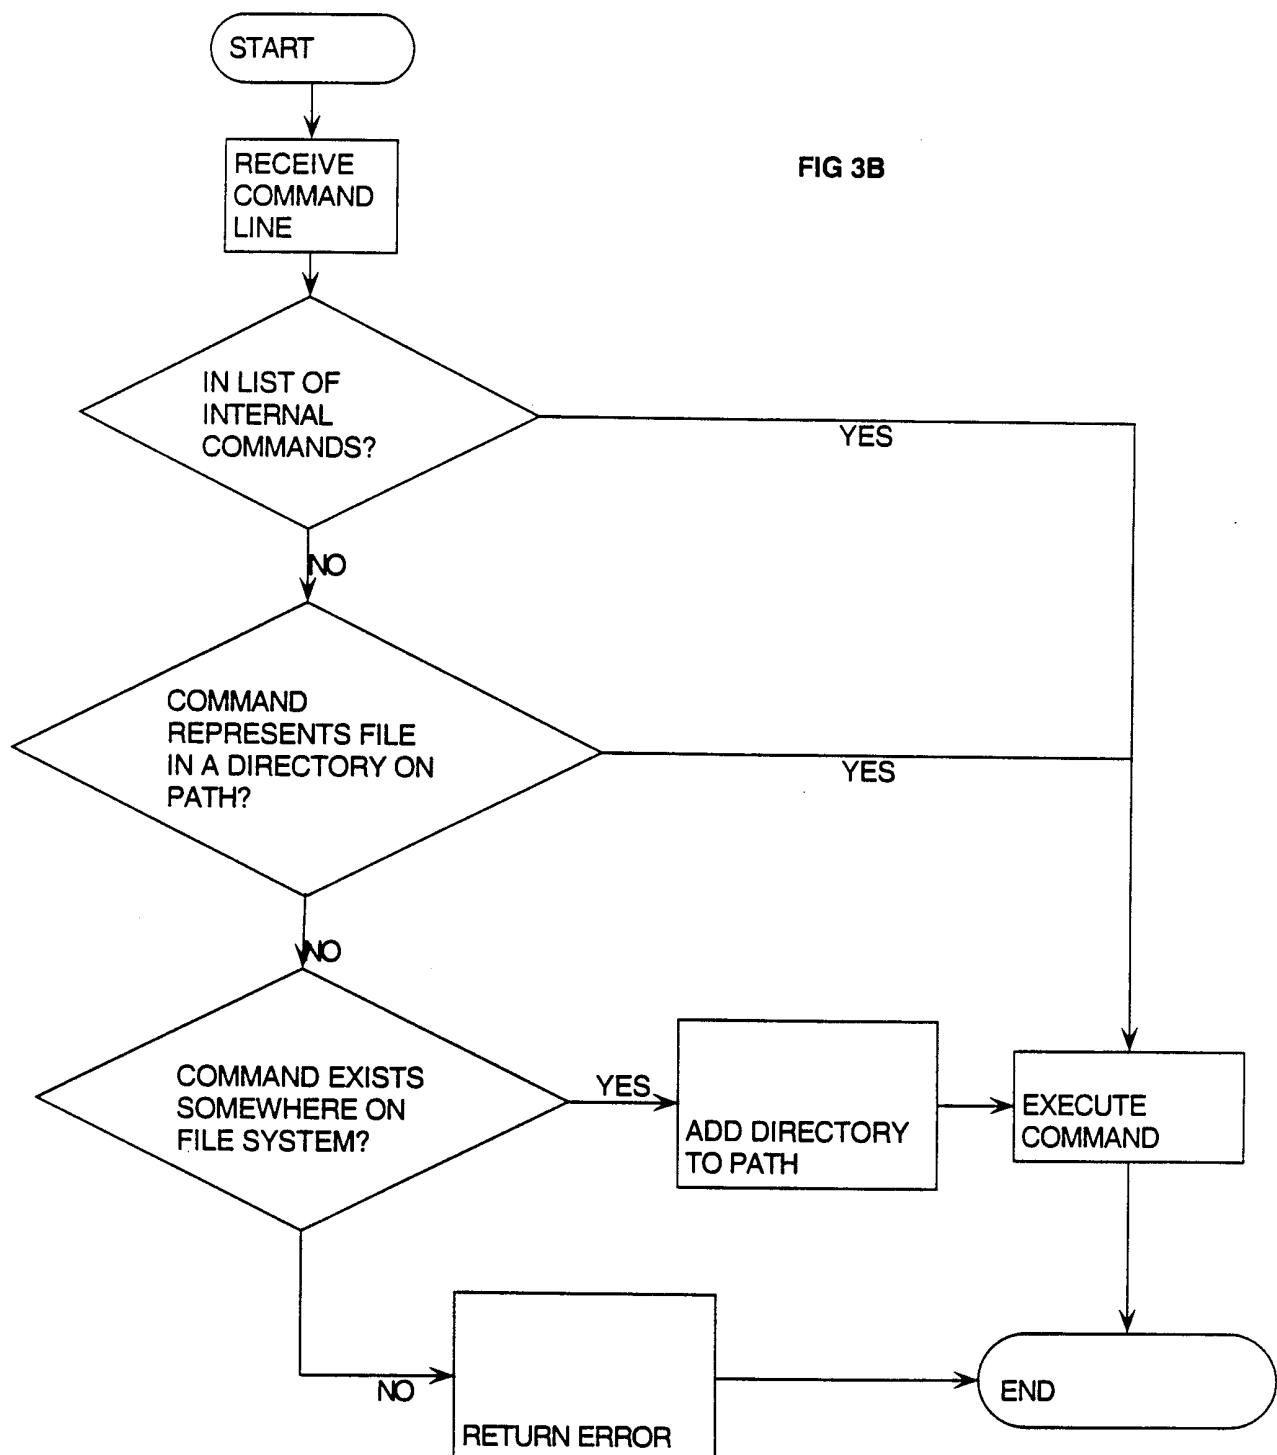 START
RECEIVE
COMMAND
LINE
FIG 3B
IN LIST OF
INTERNAL
COMMANDS?
YES
NO
COMMAND
REPRESENTS FILE
IN A DIRECTORY ON
PATH?
YES
NO
COMMAND EXISTS
SOMEWHERE ON
FILE SYSTEM?
YES
ADD DIRECTORY
TO PATH
EXECUTE
COMMAND
NO
RETURN ERROR
END